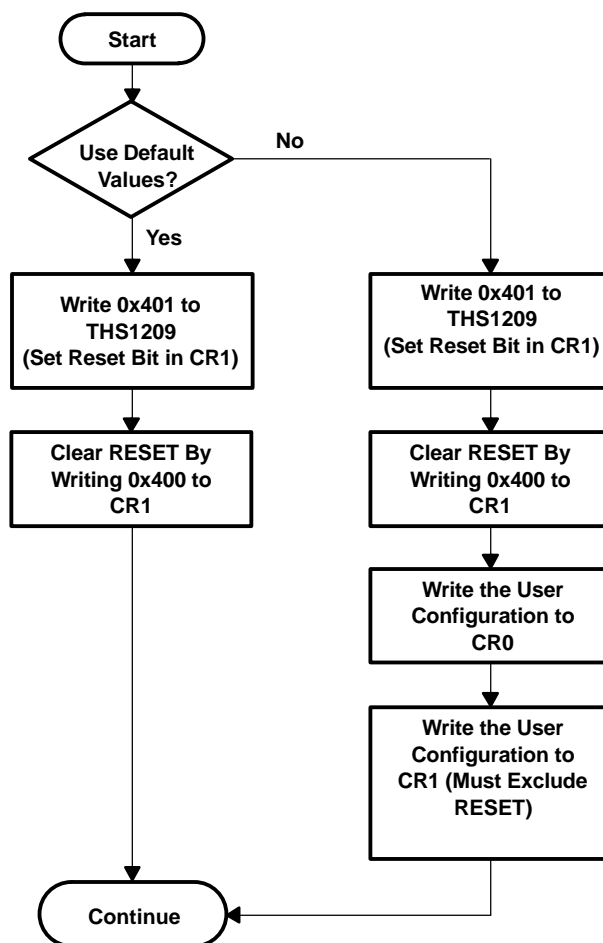 Start
Use Default
Values?
No
Yes
Write 0x401 to
THS1209
(Set Reset Bit in CR1)
Clear RESET By
Writing 0x400 to
CR1
Write 0x401 to
THS1209
(Set Reset Bit in CR1)
Clear RESET By
Writing 0x400 to
CR1
Write the User
Configuration to
CR0
Write the User
Configuration to
CR1 (Must Exclude
RESET)
Continue